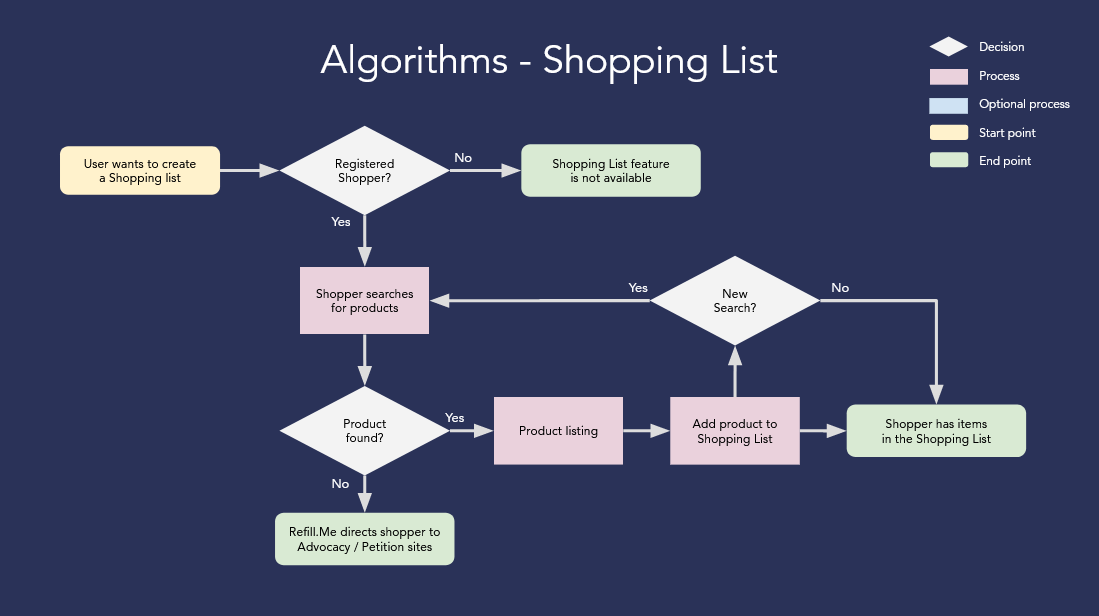 Algorithms - Shopping List
Decision
Process
Optional process
Start point
End point
User wants to create
a Shopping list
Registered
Shopper?
No
Shopping List feature
is not available
Yes
Shopper searches
for products
Yes
New
Search?
No
Product
found?
Yes
Product listing
Add product to
Shopping List
Shopper has items
in the Shopping List
No
Refill.Me directs shopper to
Advocacy / Petition sites